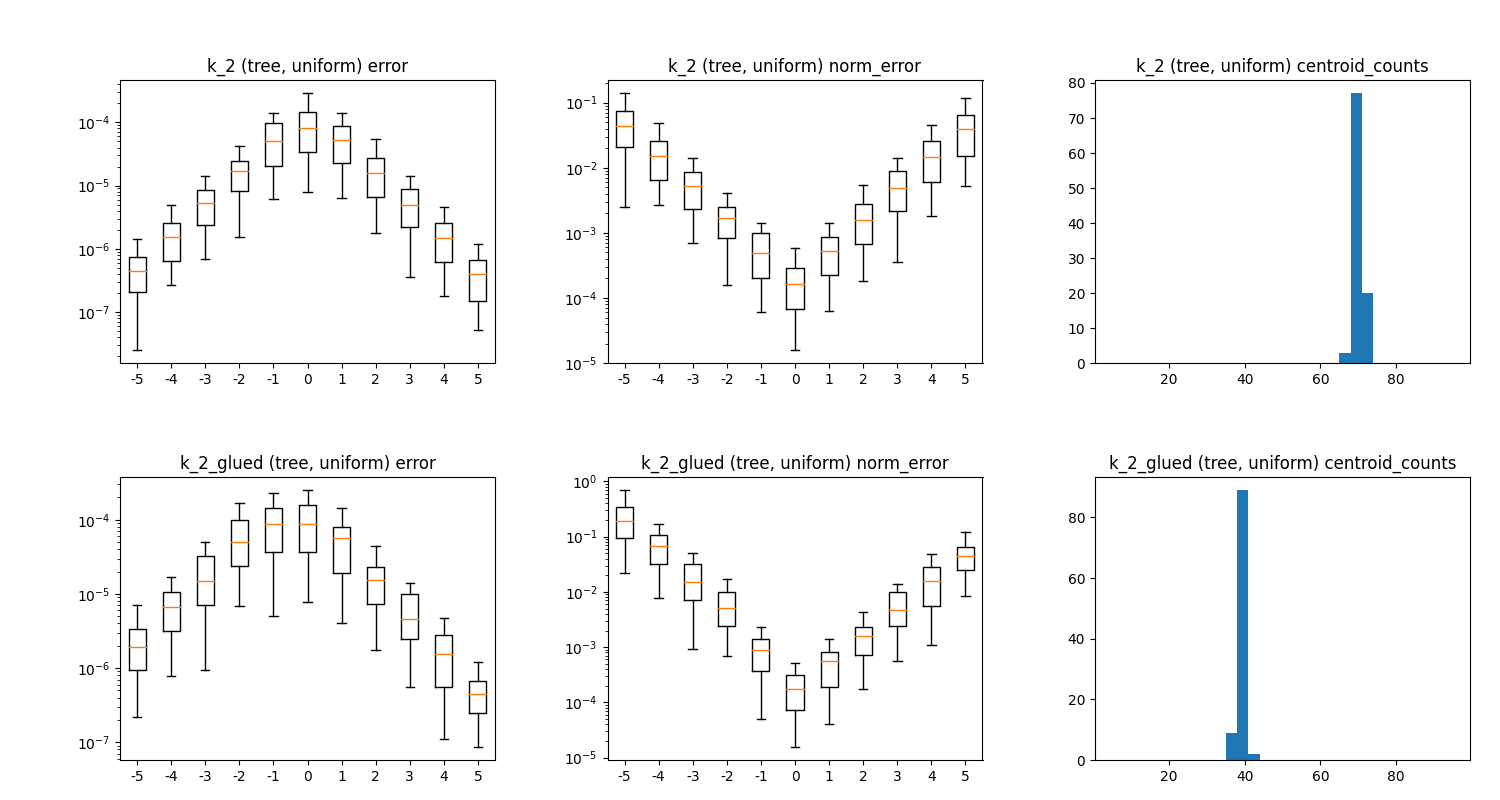 k_2 (tree, uniform) error
10⁻⁴
10⁻⁵
10⁻⁶
10⁻⁷
-5 -4 -3 -2 -1 0 1 2 3 4 5
k_2 (tree, uniform) norm_error
10⁻¹
10⁻²
10⁻³
10⁻⁴
10⁻⁵
-5 -4 -3 -2 -1 0 1 2 3 4 5
k_2 (tree, uniform) centroid_counts
80
70
60
50
40
30
20
10
0
20 40 60 80
k_2_glued (tree, uniform) error
10⁻⁴
10⁻⁵
10⁻⁶
10⁻⁷
-5 -4 -3 -2 -1 0 1 2 3 4 5
k_2_glued (tree, uniform) norm_error
10⁰
10⁻¹
10⁻²
10⁻³
10⁻⁴
10⁻⁵
-5 -4 -3 -2 -1 0 1 2 3 4 5
k_2_glued (tree, uniform) centroid_counts
80
60
40
20
0
20 40 60 80